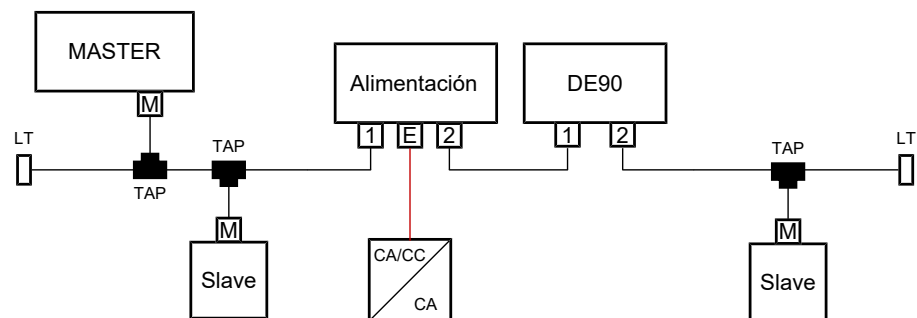 MASTER
M
LT
TAP
TAP
M
Slave
Alimentación
1
E
2
CA/CC
CA
DE90
1
2
TAP
LT
M
Slave